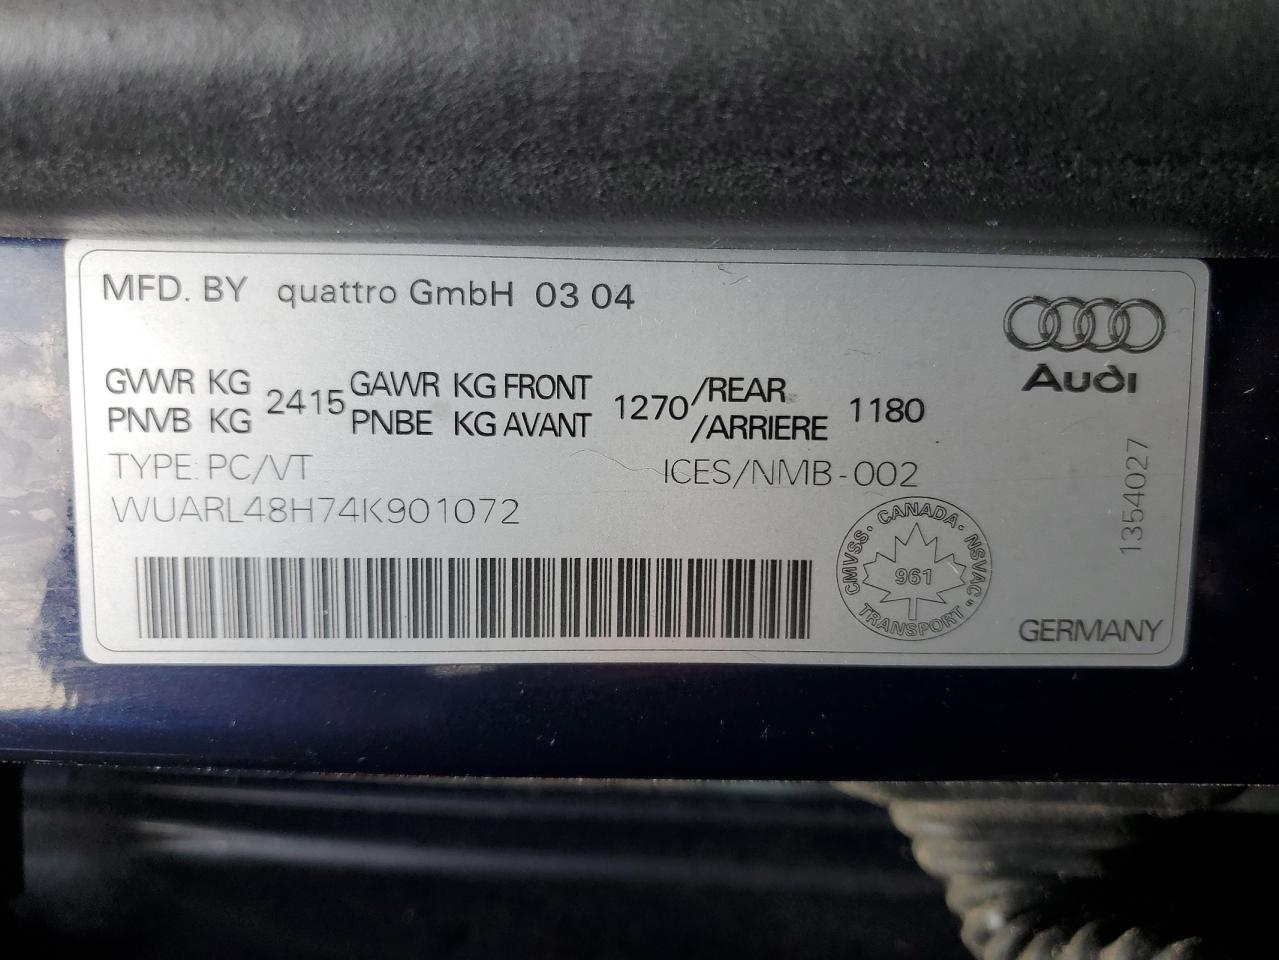 MFD. BY quattro GmbH 03 04
Audi
GVWR KG 2415 GAWR KG FRONT 1270 /REAR 1180
PNVB KG PNBE KG AVANT /ARRIERE
TYPE: PC/VT ICES/NMB-002
WUARL48H74K901072
CMVSS. · CANADA · NSVAC ·
961
TRANSPORT
1354027
GERMANY